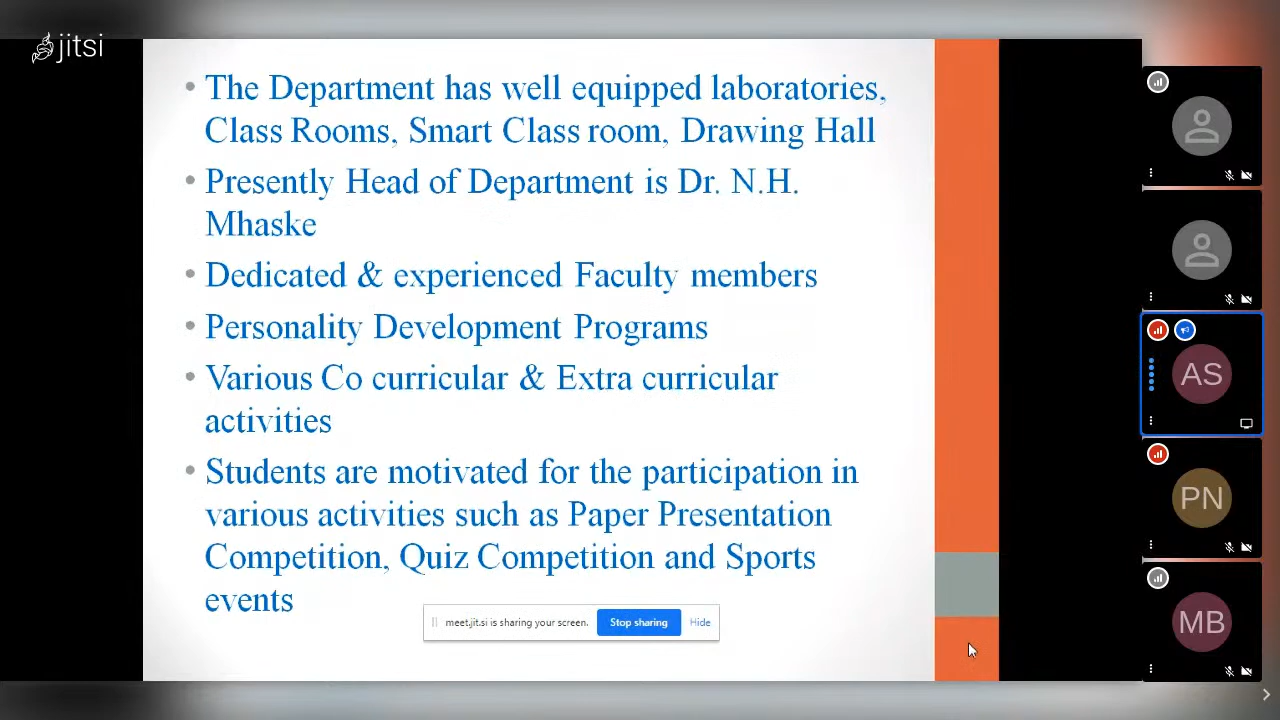 jitsi
The Department has well equipped laboratories,
Class Rooms, Smart Class room, Drawing Hall
Presently Head of Department is Dr. N.H.
Mhaske
Dedicated & experienced Faculty members
Personality Development Programs
Various Co curricular & Extra curricular
activities
Students are motivated for the participation in
various activities such as Paper Presentation
Competition, Quiz Competition and Sports
events
meet.jit.si is sharing your screen. Stop sharing Hide
AS
PN
MB